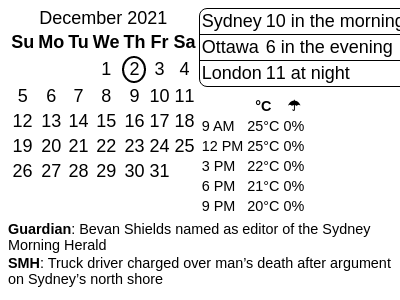 December 2021
Su Mo Tu We Th Fr Sa
1 2 3 4
5 6 7 8 9 10 11
12 13 14 15 16 17 18
19 20 21 22 23 24 25
26 27 28 29 30 31
Sydney 10 in the morning
Ottawa 6 in the evening
London 11 at night
°C ☂
9 AM 25°C 0%
12 PM 25°C 0%
3 PM 22°C 0%
6 PM 21°C 0%
9 PM 20°C 0%
Guardian: Bevan Shields named as editor of the Sydney
Morning Herald
SMH: Truck driver charged over man’s death after argument
on Sydney’s north shore